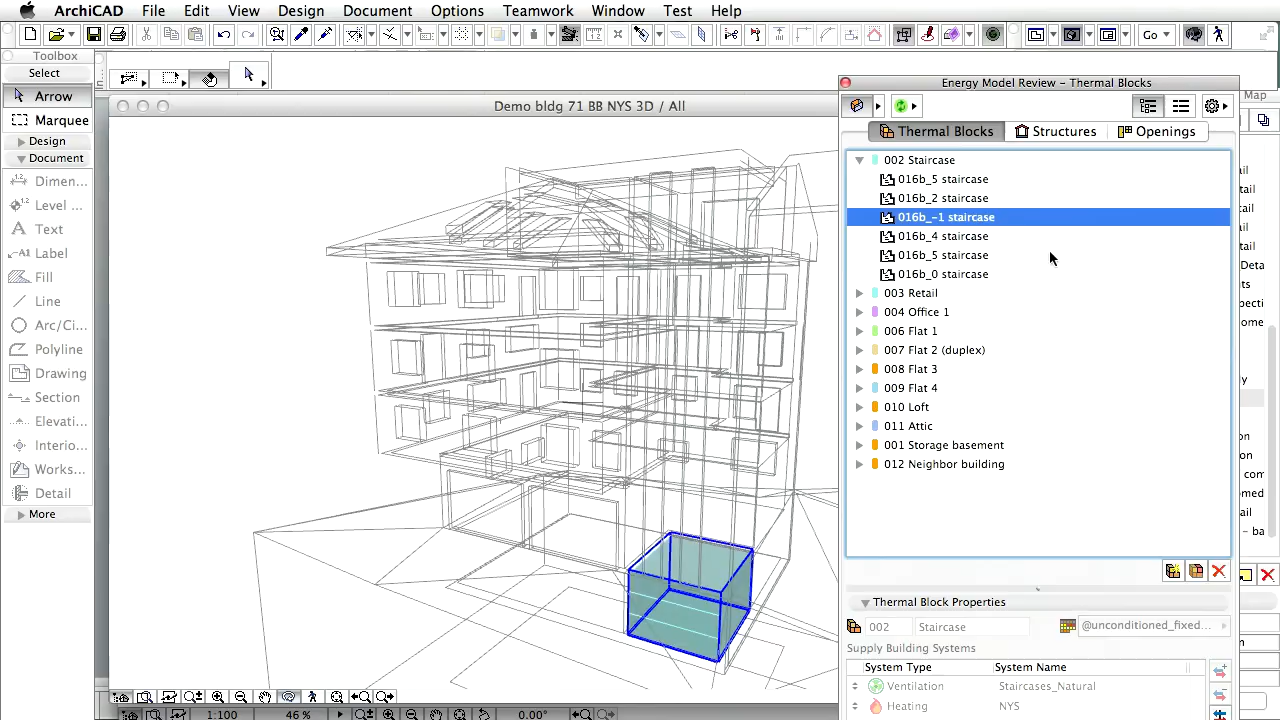 ArchiCAD File Edit View Design Document Options Teamwork Window Test Help
Toolbox
Select
Arrow
Marquee
Design
Document
Dimen...
Level ...
Text
Label
Fill
Line
Arc/Ci...
Polyline
Drawing
Section
Elevati...
Interio...
Works...
Detail
More
Go
Demo bldg 71 BB NYS 3D / All
1:100 46 % 0.00°
Energy Model Review – Thermal Blocks
Thermal Blocks Structures Openings
002 Staircase
016b_5 staircase
016b_2 staircase
016b_-1 staircase
016b_4 staircase
016b_5 staircase
016b_0 staircase
003 Retail
004 Office 1
006 Flat 1
007 Flat 2 (duplex)
008 Flat 3
009 Flat 4
010 Loft
011 Attic
001 Storage basement
012 Neighbor building
Thermal Block Properties
002 Staircase @unconditioned_fixed...
Supply Building Systems
System Type System Name
Ventilation Staircases_Natural
Heating NYS
Map